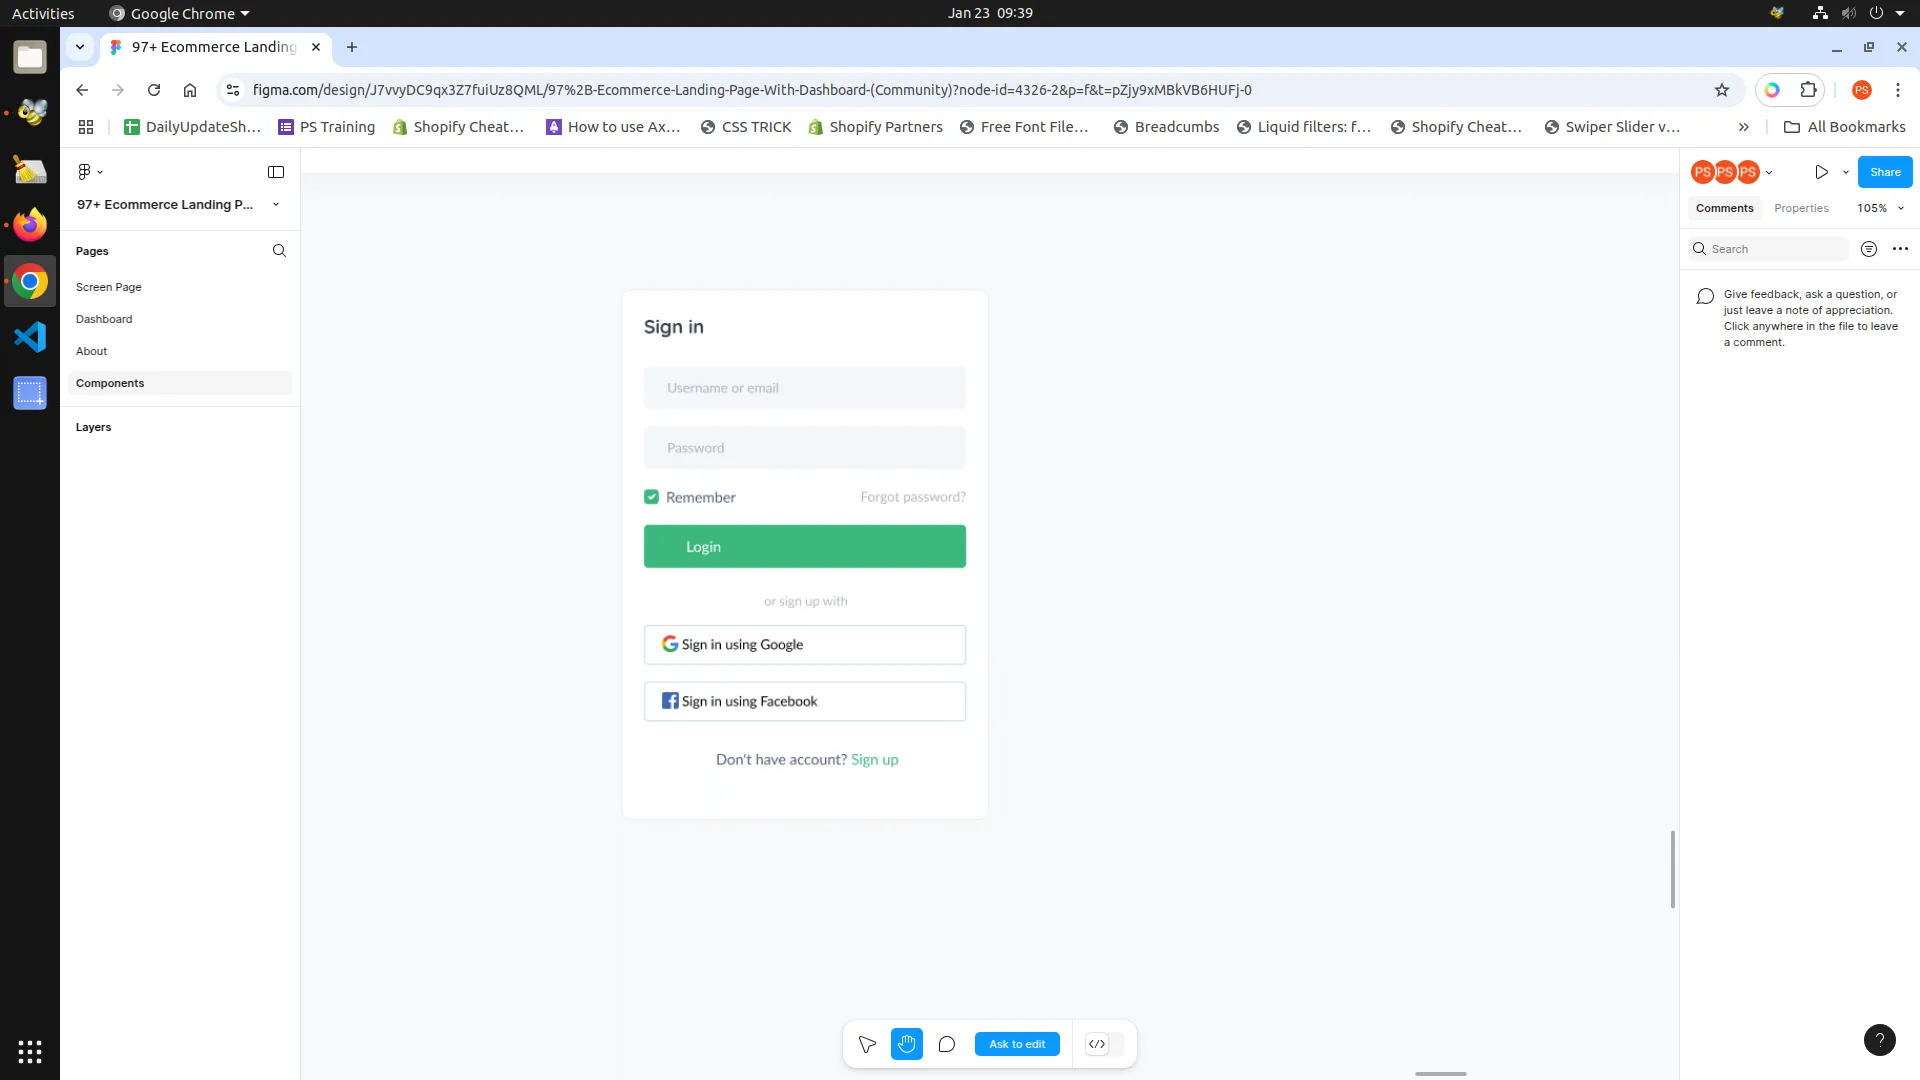 Activities
Google Chrome
Jan 23 09:39
97+ Ecommerce Landing
figma.com/design/J7vvyDC9qx3Z7fuiUz8QML/97%2B-Ecommerce-Landing-Page-With-Dashboard-(Community)?node-id=4326-2&p=f&t=pZjy9xMBkVB6HUFj-0
PS
DailyUpdateSh...
PS Training
Shopify Cheat...
How to use Ax...
CSS TRICK
Shopify Partners
Free Font File...
Breadcumbs
Liquid filters: f...
Shopify Cheat...
Swiper Slider v...
All Bookmarks
PS PS PS
Share
97+ Ecommerce Landing P...
Comments
Properties
105%
Pages
Search
Screen Page
Dashboard
About
Components
Layers
Give feedback, ask a question, or
just leave a note of appreciation.
Click anywhere in the file to leave
a comment.
Sign in
Username or email
Password
Remember
Forgot password?
Login
or sign up with
Sign in using Google
Sign in using Facebook
Don't have account? Sign up
Ask to edit
?